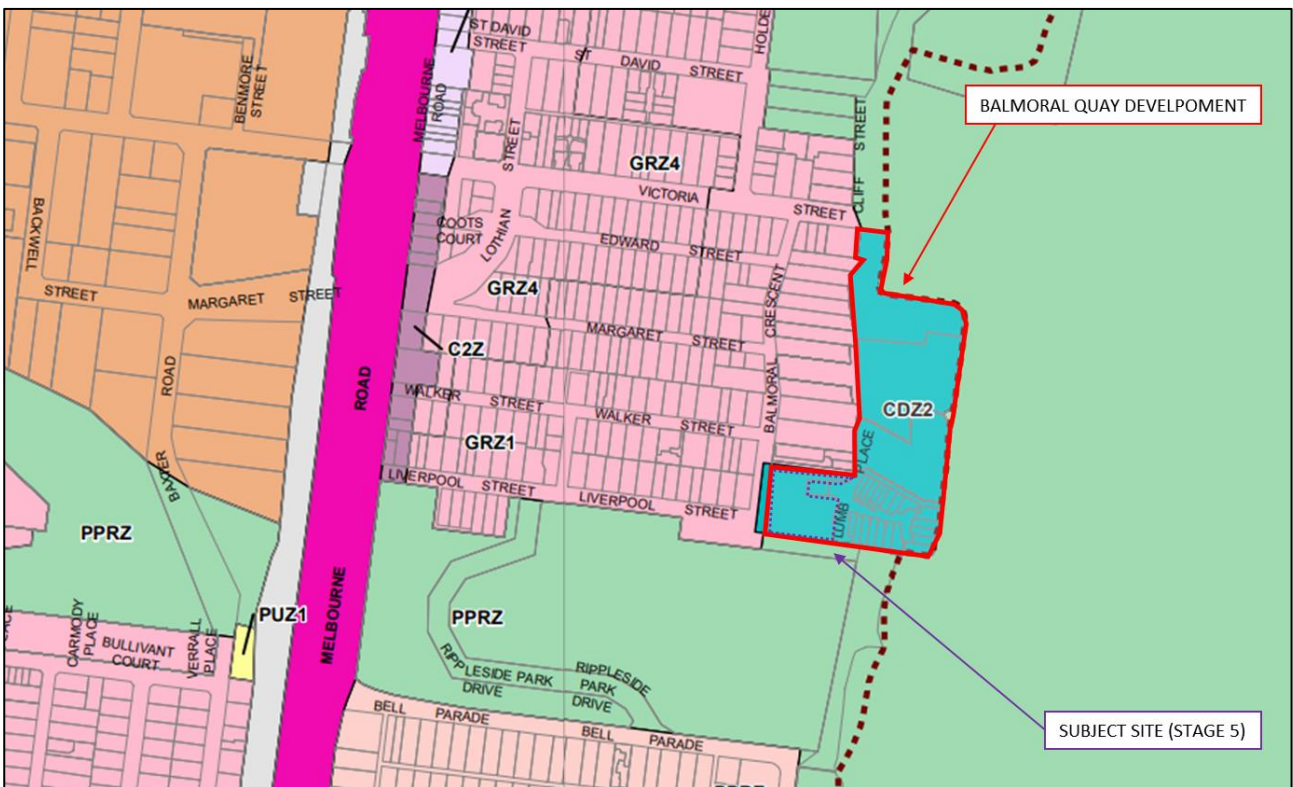 ST DAVID
STREET
ST DAVID STREET
HOLDE
BENMORE
STREET
MELBOURNE
ROAD
BALMORAL QUAY DEVELPOMENT
STREET
CLIFF STREET
GRZ4
VICTORIA
STREET
BACKWELL
COOTS
COURT
LOTHIAN
EDWARD STREET
GRZ4
CRESCENT
STREET
MARGARET STREET
MARGARET STREET
C2Z
ROAD
ROAD
CDZ2
WALKER STREET
WALKER STREET
BALMORAL
PLACE
GRZ1
LIVERPOOL STREET
LIVERPOOL STREET
LUMB
BAXTER
PPRZ
PUZ1
PPRZ
MELBOURNE
CARMODY
PLACE
BULLIVANT
COURT
VERRALL
PLACE
RIPPLESIDE PARK
DRIVE
RIPPLESIDE
PARK
DRIVE
BELL PARADE
BELL PARADE
SUBJECT SITE (STAGE 5)